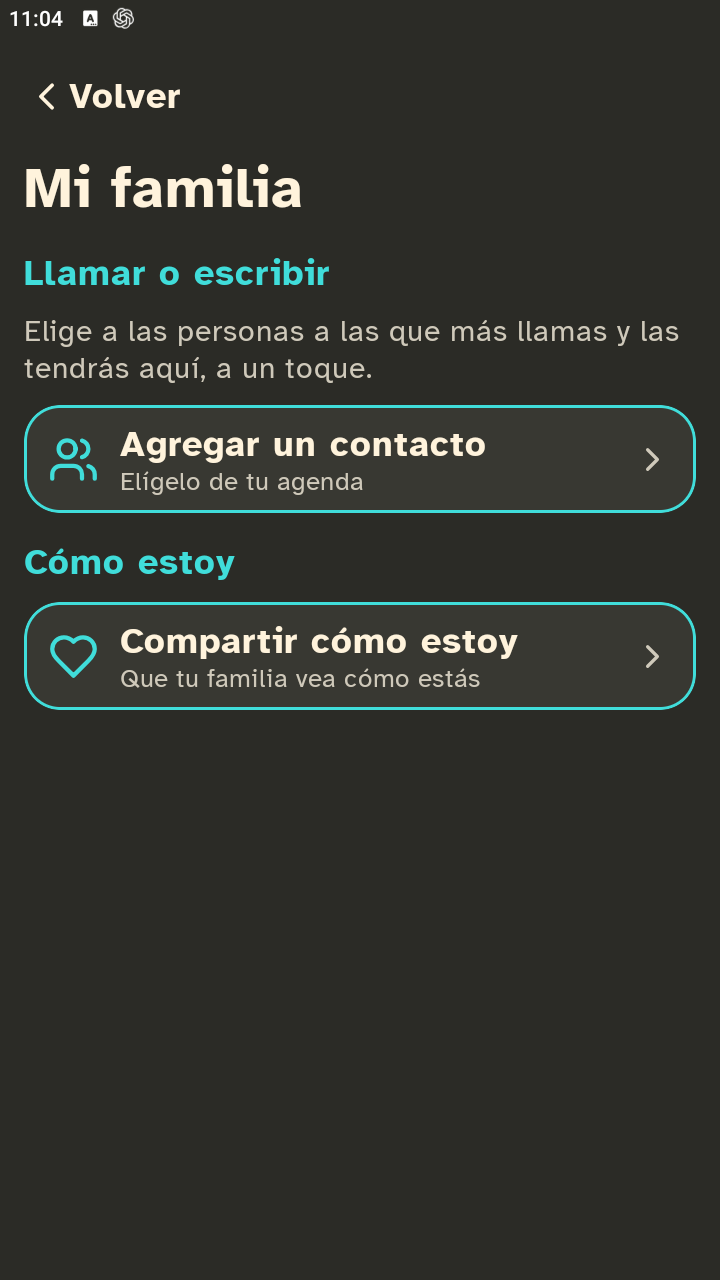 11:04
Volver
Mi familia
Llamar o escribir
Elige a las personas a las que más llamas y las
tendrás aquí, a un toque.
Agregar un contacto
Elígelo de tu agenda
Cómo estoy
Compartir cómo estoy
Que tu familia vea cómo estás